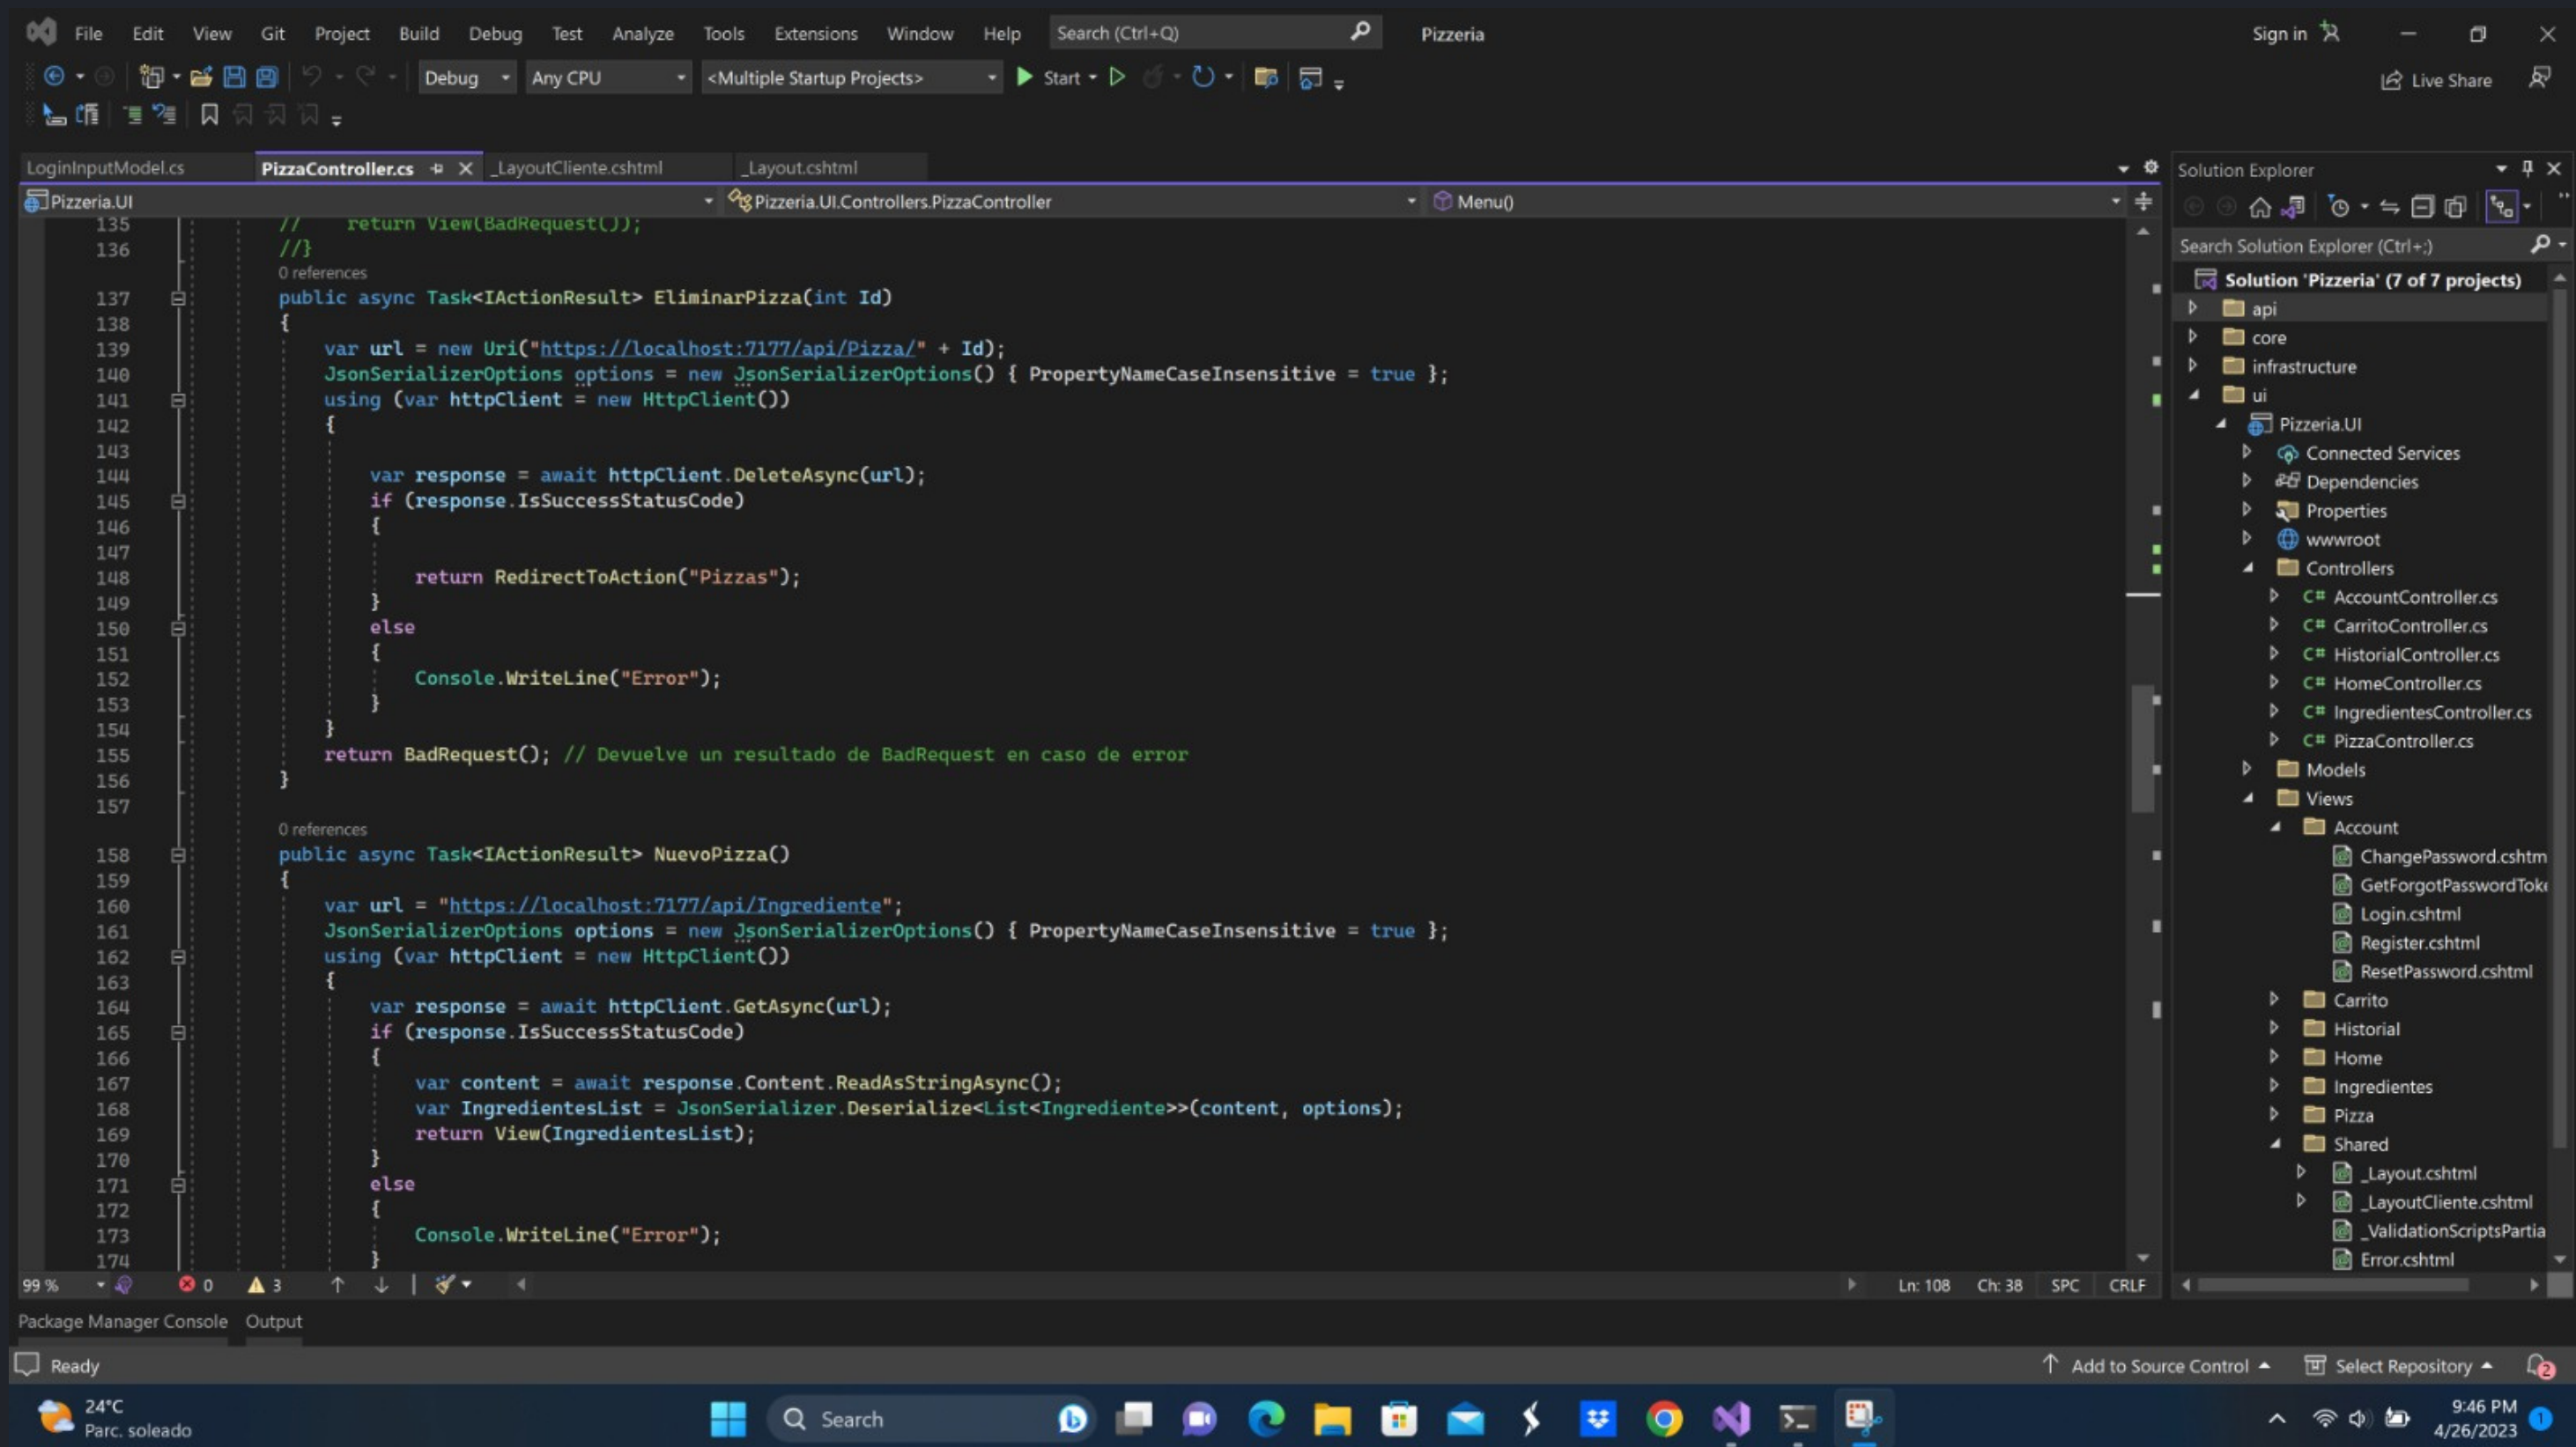 File Edit View Git Project Build Debug Test Analyze Tools Extensions Window Help Search (Ctrl+Q) Pizzeria Sign in
Debug Any CPU <Multiple Startup Projects> Start Live Share
LoginInputModel.cs PizzaController.cs _LayoutCliente.cshtml _Layout.cshtml
Pizzeria.UI Pizzeria.UI.Controllers.PizzaController Menu()
135 // return View(BadRequest());
136 //}
0 references
137 public async Task<IActionResult> EliminarPizza(int Id)
138 {
139 var url = new Uri("https://localhost:7177/api/Pizza/" + Id);
140 JsonSerializerOptions options = new JsonSerializerOptions() { PropertyNameCaseInsensitive = true };
141 using (var httpClient = new HttpClient())
142 {
143
144 var response = await httpClient.DeleteAsync(url);
145 if (response.IsSuccessStatusCode)
146 {
147
148 return RedirectToAction("Pizzas");
149 }
150 else
151 {
152 Console.WriteLine("Error");
153 }
154 }
155 return BadRequest(); // Devuelve un resultado de BadRequest en caso de error
156 }
157
0 references
158 public async Task<IActionResult> NuevoPizza()
159 {
160 var url = "https://localhost:7177/api/Ingrediente";
161 JsonSerializerOptions options = new JsonSerializerOptions() { PropertyNameCaseInsensitive = true };
162 using (var httpClient = new HttpClient())
163 {
164 var response = await httpClient.GetAsync(url);
165 if (response.IsSuccessStatusCode)
166 {
167 var content = await response.Content.ReadAsStringAsync();
168 var IngredientesList = JsonSerializer.Deserialize<List<Ingrediente>>(content, options);
169 return View(IngredientesList);
170 }
171 else
172 {
173 Console.WriteLine("Error");
174 }
99 % 0 3 Ln: 108 Ch: 38 SPC CRLF
Solution Explorer
Search Solution Explorer (Ctrl+;)
Solution 'Pizzeria' (7 of 7 projects)
api
core
infrastructure
ui
Pizzeria.UI
Connected Services
Dependencies
Properties
wwwroot
Controllers
C# AccountController.cs
C# CarritoController.cs
C# HistorialController.cs
C# HomeController.cs
C# IngredientesController.cs
C# PizzaController.cs
Models
Views
Account
ChangePassword.cshtm
GetForgotPasswordToke
Login.cshtml
Register.cshtml
ResetPassword.cshtml
Carrito
Historial
Home
Ingredientes
Pizza
Shared
_Layout.cshtml
_LayoutCliente.cshtml
_ValidationScriptsPartia
Error.cshtml
Package Manager Console Output
Ready Add to Source Control Select Repository 2
24°C
Parc. soleado
Search
9:46 PM
4/26/2023
1